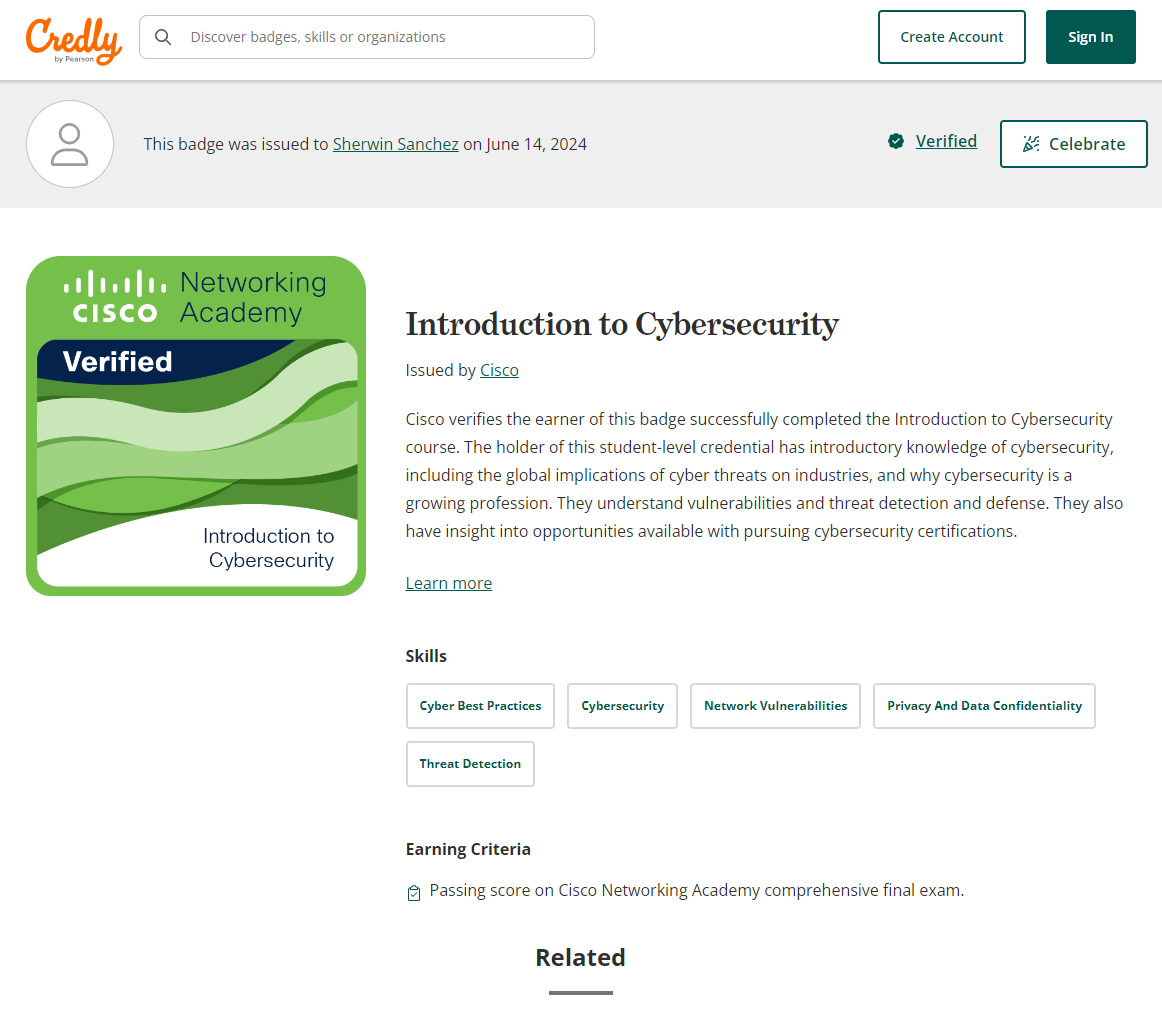 Credly
by Pearson
Discover badges, skills or organizations
Create Account
Sign In
This badge was issued to Sherwin Sanchez on June 14, 2024
Verified
Celebrate
CISCO
Networking
Academy
Verified
Introduction to
Cybersecurity
Introduction to Cybersecurity
Issued by Cisco
Cisco verifies the earner of this badge successfully completed the Introduction to Cybersecurity
course. The holder of this student-level credential has introductory knowledge of cybersecurity,
including the global implications of cyber threats on industries, and why cybersecurity is a
growing profession. They understand vulnerabilities and threat detection and defense. They also
have insight into opportunities available with pursuing cybersecurity certifications.
Learn more
Skills
Cyber Best Practices
Cybersecurity
Network Vulnerabilities
Privacy And Data Confidentiality
Threat Detection
Earning Criteria
Passing score on Cisco Networking Academy comprehensive final exam.
Related